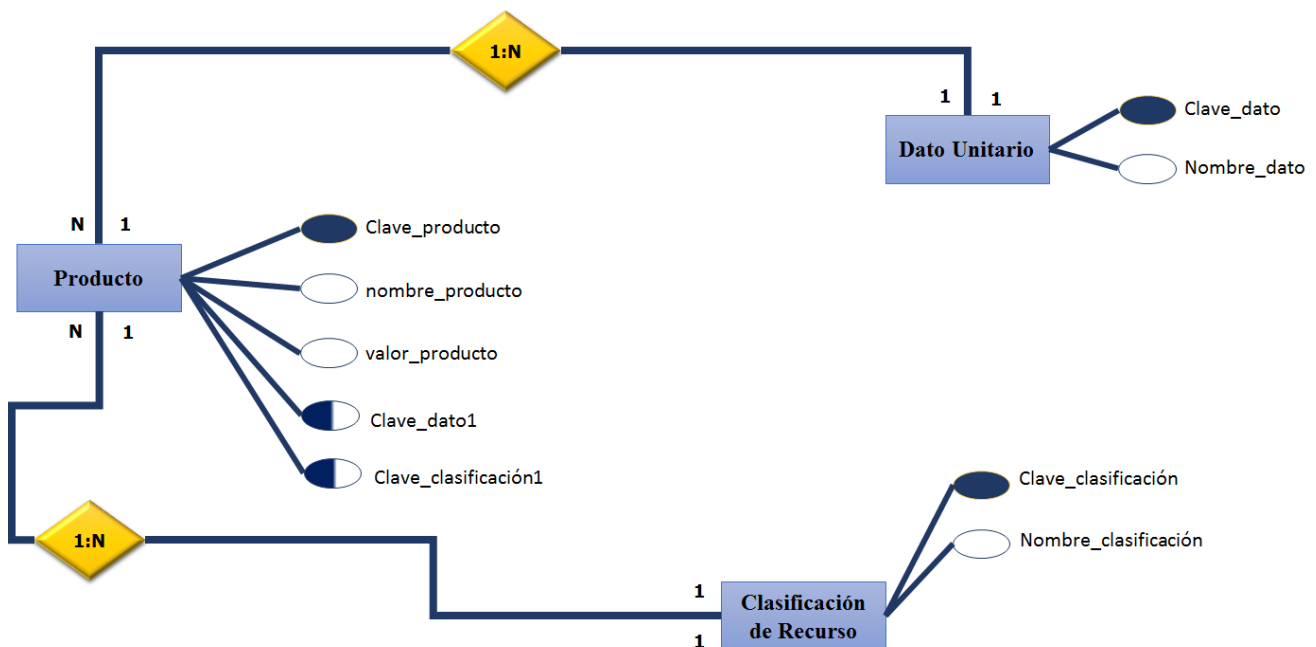 1:N
1 1
Dato Unitario
Clave_dato
Nombre_dato
N 1
Producto
N 1
Clave_producto
nombre_producto
valor_producto
Clave_dato1
Clave_clasificación1
1:N
Clave_clasificación
Nombre_clasificación
1
Clasificación
de Recurso
1